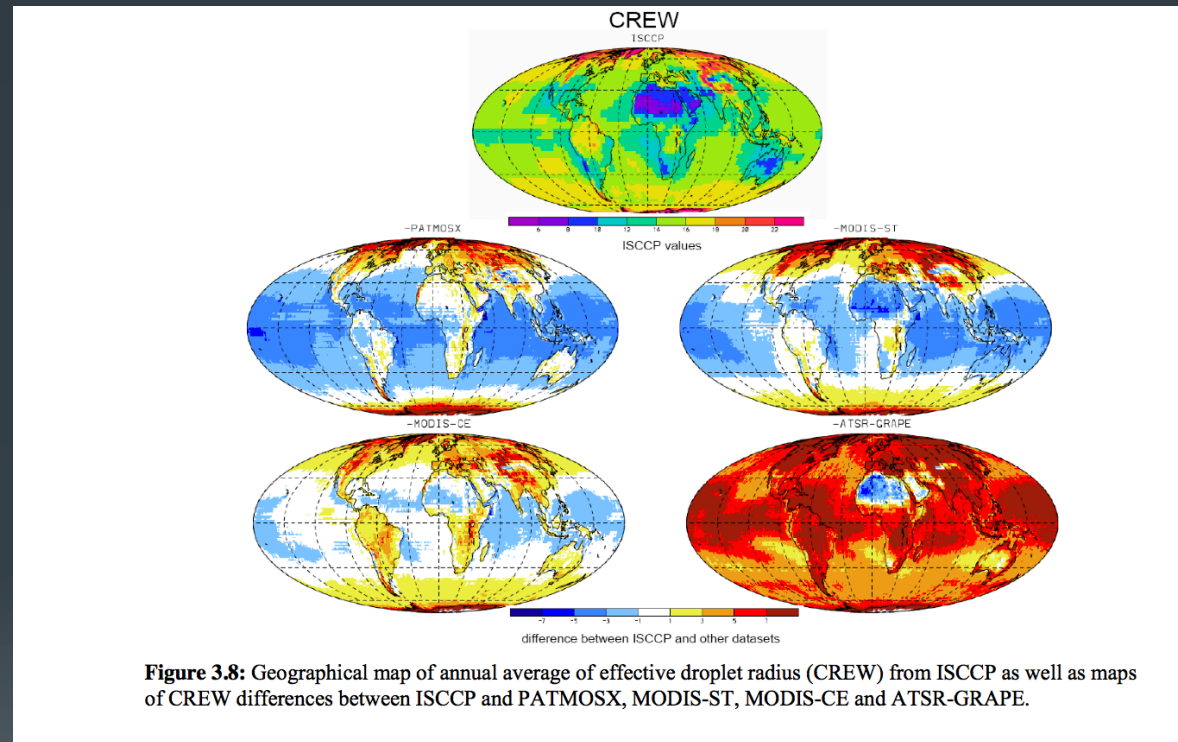 CREW
ISCCP
6 8 10 12 14 16 18 20 22
ISCCP values
-PATMOSX
-MODIS-ST
-MODIS-CE
-ATSR-GRAPE
-7 -5 -3 -1 1 3 5 7
difference between ISCCP and other datasets
Figure 3.8: Geographical map of annual average of effective droplet radius (CREW) from ISCCP as well as maps
of CREW differences between ISCCP and PATMOSX, MODIS-ST, MODIS-CE and ATSR-GRAPE.